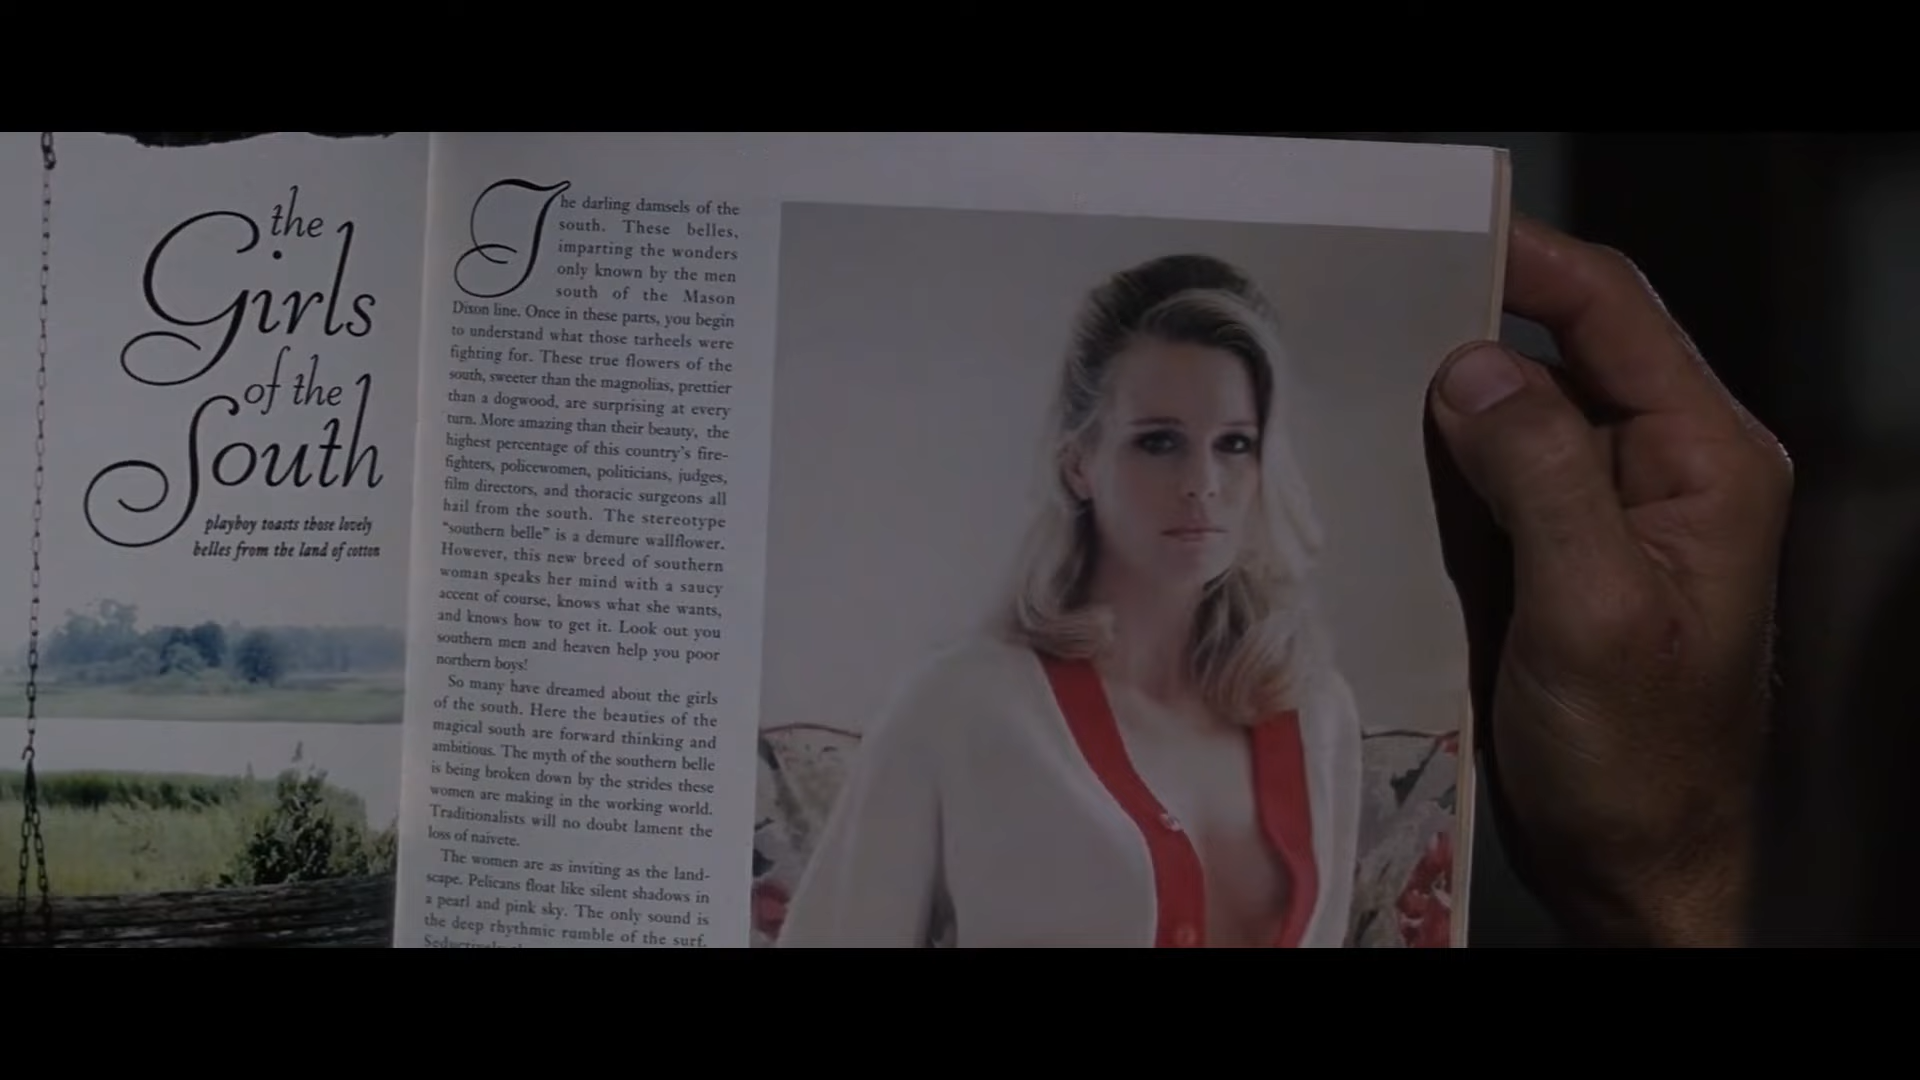 the
Girls
of the
South
playboy toasts those lovely
belles from the land of cotton
The darling damsels of the
south. These belles,
imparting the wonders
only known by the men
south of the Mason
Dixon line. Once in these parts, you begin
to understand what those tarheels were
fighting for. These true flowers of the
south, sweeter than the magnolias, prettier
than a dogwood, are surprising at every
turn. More amazing than their beauty, the
highest percentage of this country's fire-
fighters, policewomen, politicians, judges,
film directors, and thoracic surgeons all
hail from the south. The stereotype
"southern belle" is a demure wallflower.
However, this new breed of southern
woman speaks her mind with a saucy
accent of course, knows what she wants,
and knows how to get it. Look out you
southern men and heaven help you poor
northern boys!
So many have dreamed about the girls
of the south. Here the beauties of the
magical south are forward thinking and
ambitious. The myth of the southern belle
is being broken down by the strides these
women are making in the working world.
Traditionalists will no doubt lament the
loss of naivete.
The women are as inviting as the land-
scape. Pelicans float like silent shadows in
a pearl and pink sky. The only sound is
the deep rhythmic rumble of the surf.